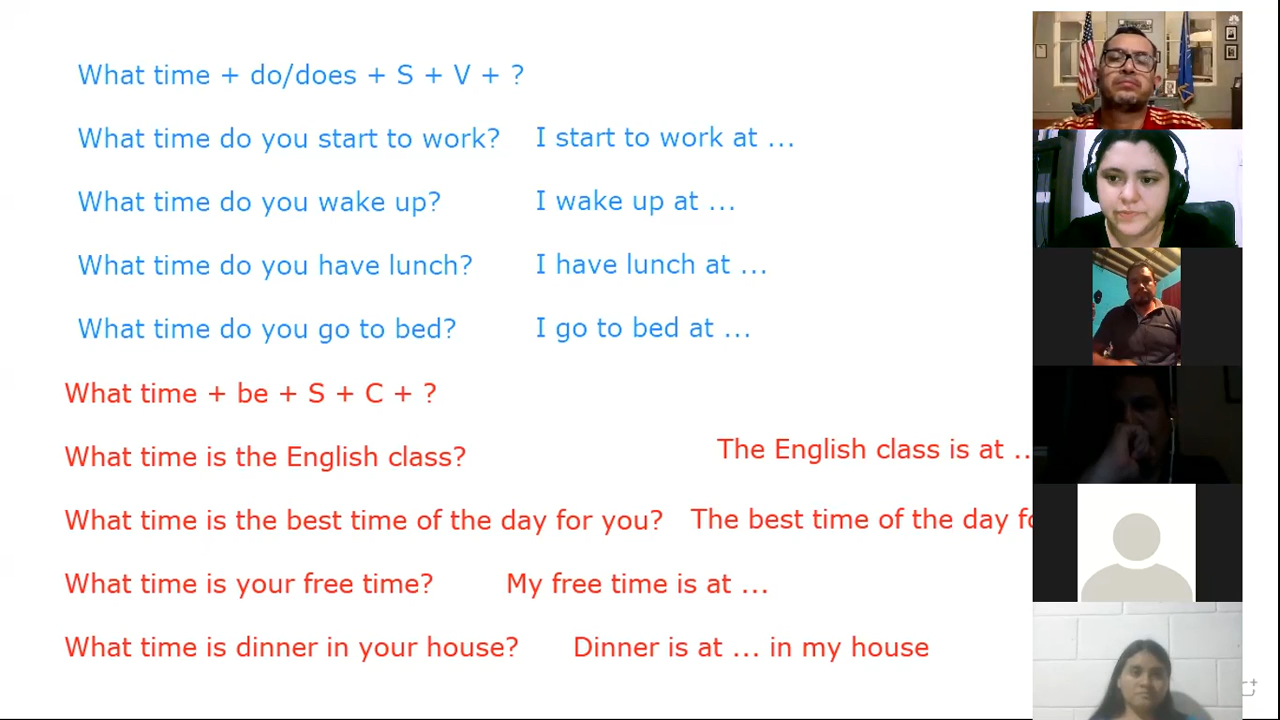 What time + do/does + S + V + ?
What time do you start to work? I start to work at ...
What time do you wake up? I wake up at ...
What time do you have lunch? I have lunch at ...
What time do you go to bed? I go to bed at ...
What time + be + S + C + ?
What time is the English class? The English class is at ..
What time is the best time of the day for you? The best time of the day
What time is your free time? My free time is at ...
What time is dinner in your house? Dinner is at ... in my house